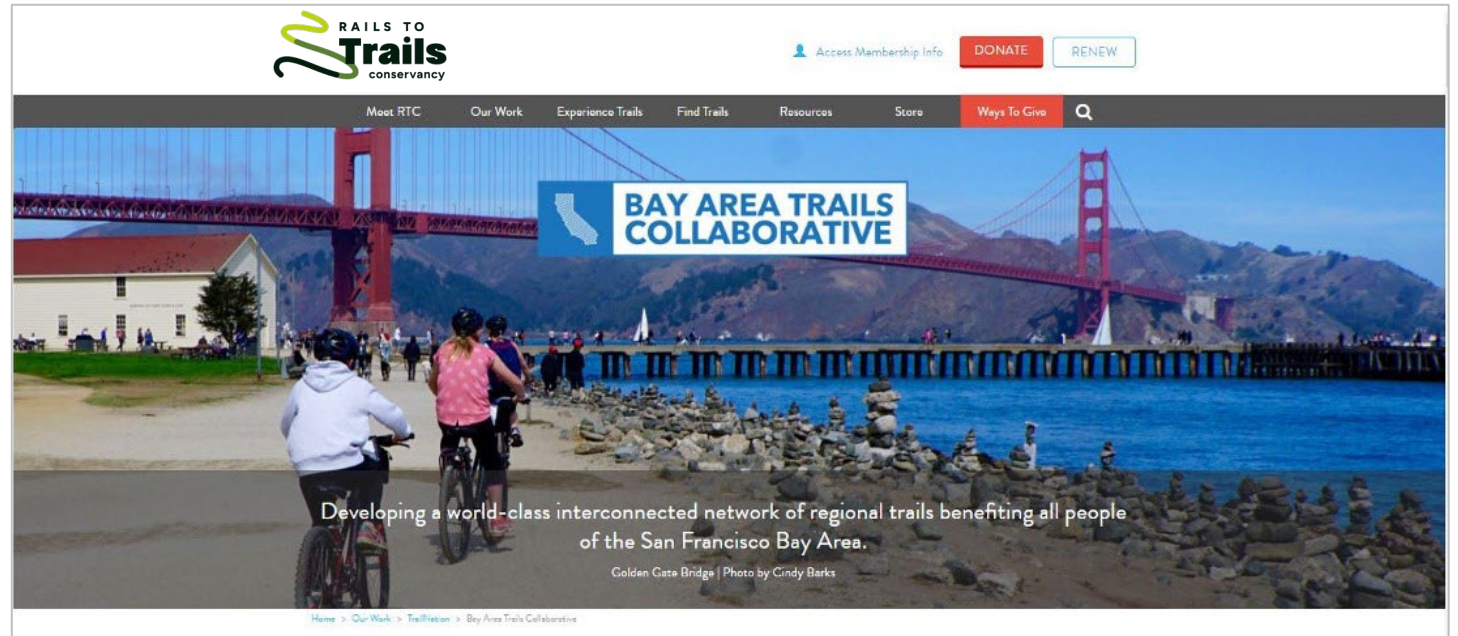 RAILS TO
Trails
conservancy
Access Membership Info
DONATE
RENEW
Meet RTC
Our Work
Experience Trails
Find Trails
Resources
Store
Ways To Give
BAY AREA TRAILS
COLLABORATIVE
Developing a world-class interconnected network of regional trails benefiting all people
of the San Francisco Bay Area.
Golden Gate Bridge | Photo by Cindy Barks
Home > Our Work > TrailNation > Bay Area Trails Collaborative